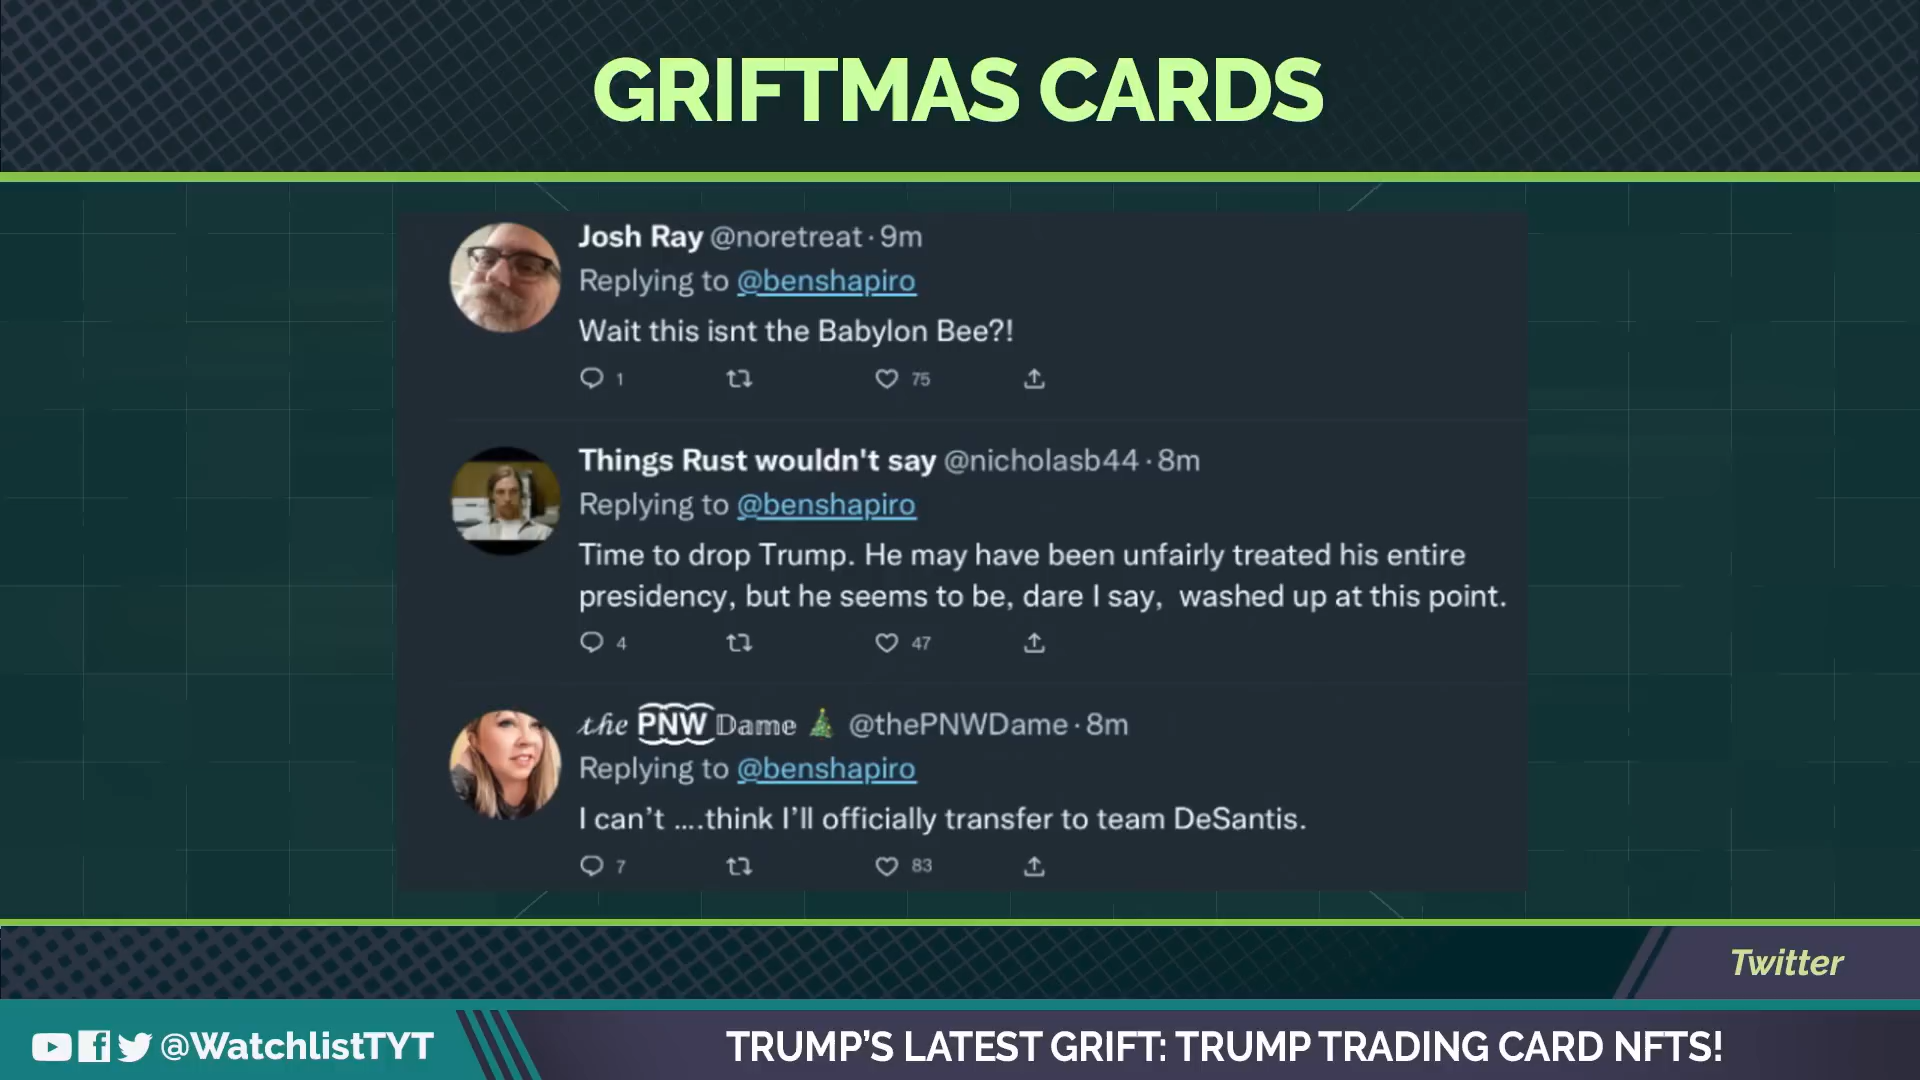 GRIFTMAS CARDS
Josh Ray @noretreat · 9m
Replying to @benshapiro
Wait this isnt the Babylon Bee?!
1 75
Things Rust wouldn't say @nicholasb44 · 8m
Replying to @benshapiro
Time to drop Trump. He may have been unfairly treated his entire
presidency, but he seems to be, dare I say, washed up at this point.
4 47
the PNW Dame 🎄 @thePNWDame · 8m
Replying to @benshapiro
I can’t ....think I’ll officially transfer to team DeSantis.
7 83
Twitter
@WatchlistTYT
TRUMP’S LATEST GRIFT: TRUMP TRADING CARD NFTS!